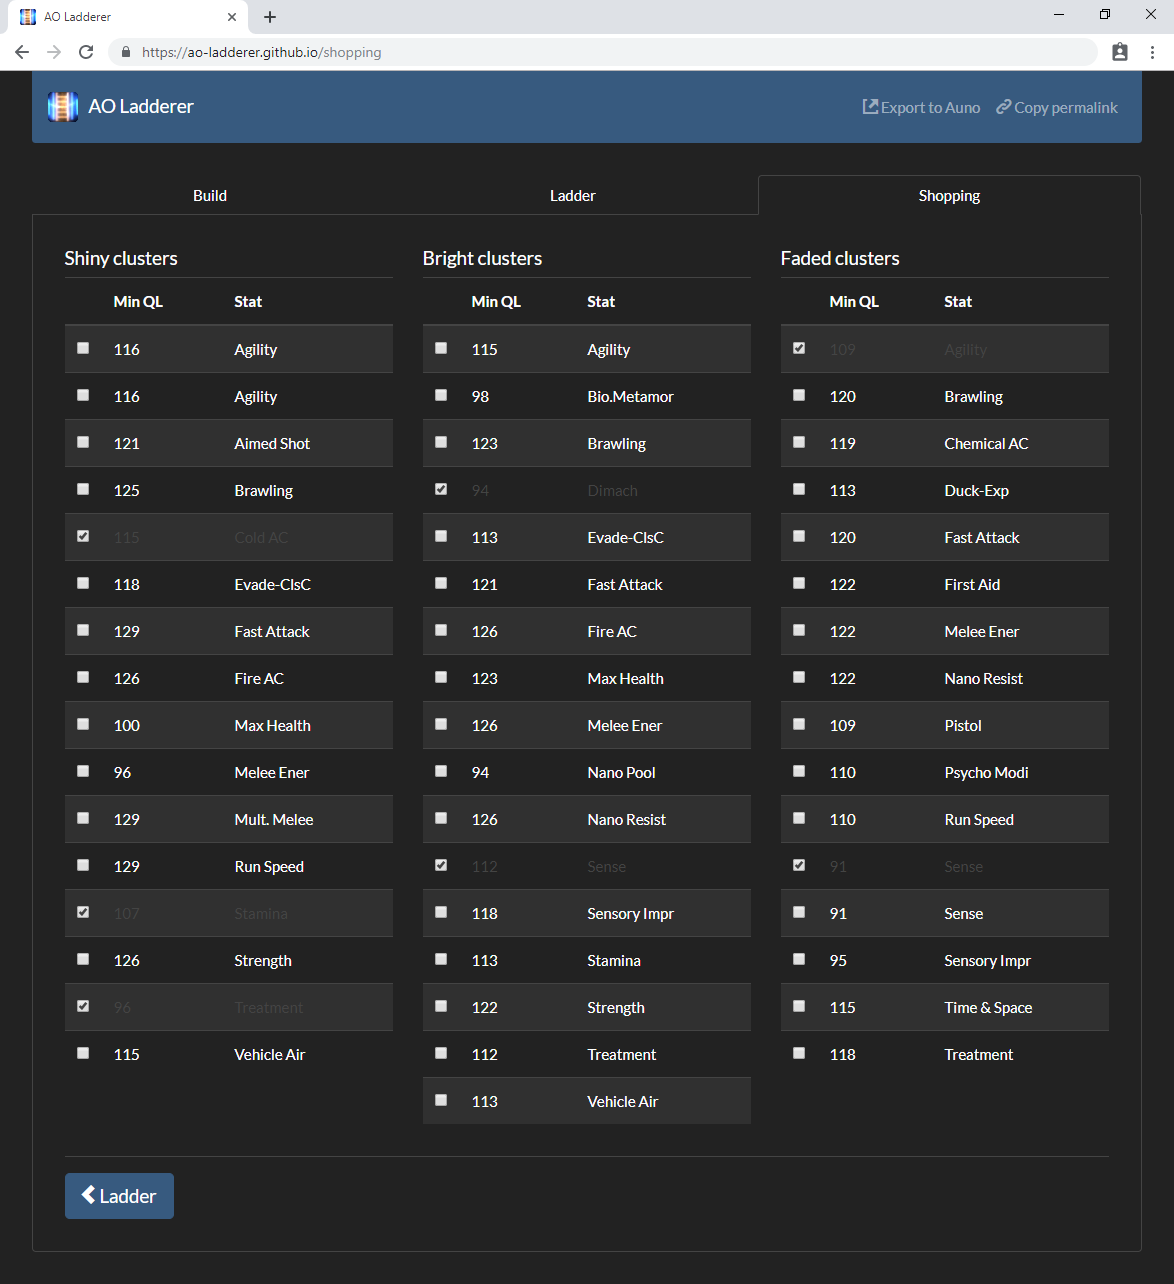 AO Ladderer
https://ao-ladderer.github.io/shopping
AO Ladderer
Export to Auno
Copy permalink
Build
Ladder
Shopping
Shiny clusters
Min QL Stat
116 Agility
116 Agility
121 Aimed Shot
125 Brawling
115 Cold AC
118 Evade-ClsC
129 Fast Attack
126 Fire AC
100 Max Health
96 Melee Ener
129 Mult. Melee
129 Run Speed
107 Stamina
126 Strength
96 Treatment
115 Vehicle Air
Bright clusters
Min QL Stat
115 Agility
98 Bio.Metamor
123 Brawling
94 Dimach
113 Evade-ClsC
121 Fast Attack
126 Fire AC
123 Max Health
126 Melee Ener
94 Nano Pool
126 Nano Resist
112 Sense
118 Sensory Impr
113 Stamina
122 Strength
112 Treatment
113 Vehicle Air
Faded clusters
Min QL Stat
109 Agility
120 Brawling
119 Chemical AC
113 Duck-Exp
120 Fast Attack
122 First Aid
122 Melee Ener
122 Nano Resist
109 Pistol
110 Psycho Modi
110 Run Speed
91 Sense
91 Sense
95 Sensory Impr
115 Time & Space
118 Treatment
Ladder